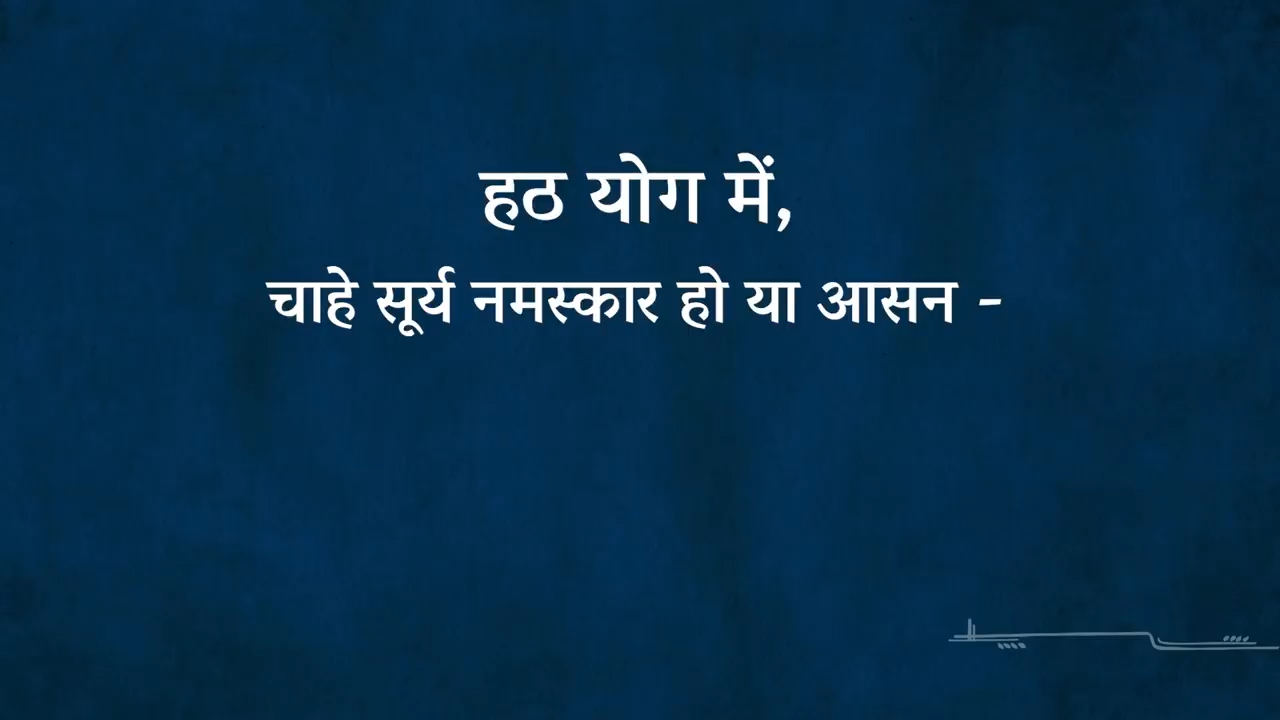 हठ योग में,
चाहे सूर्य नमस्कार हो या आसन -